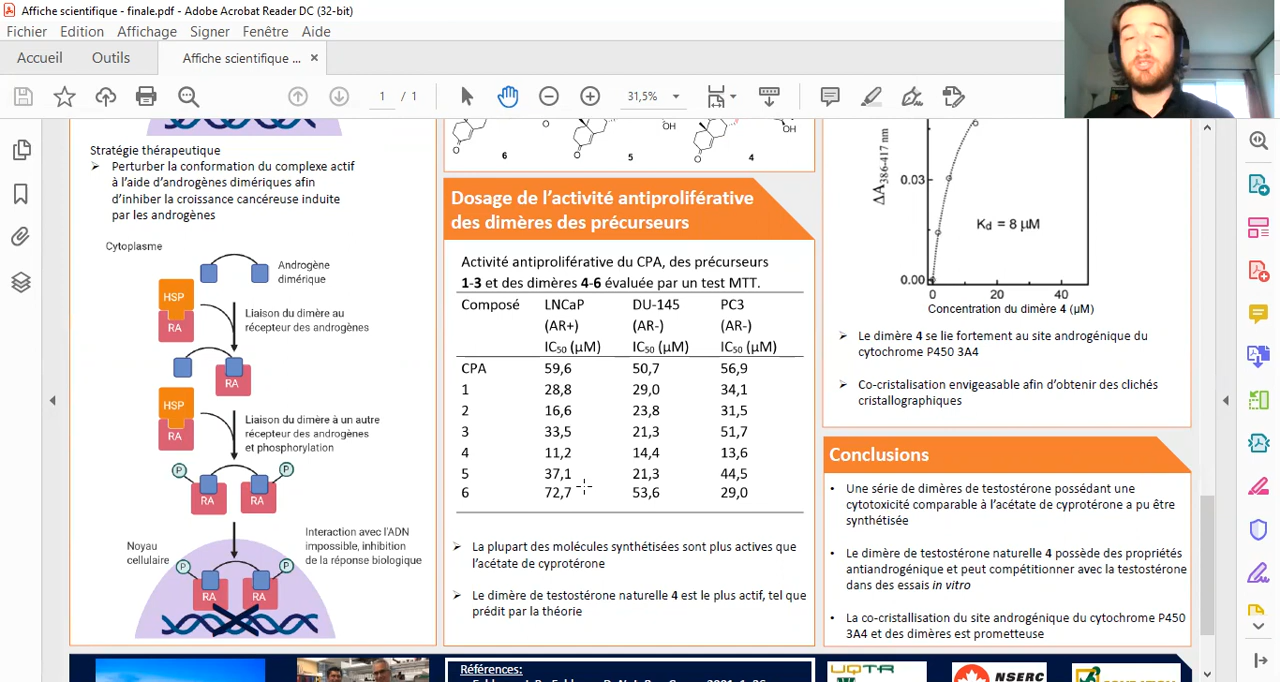 Affiche scientifique - finale.pdf - Adobe Acrobat Reader DC (32-bit)
Fichier Edition Affichage Signer Fenêtre Aide
Accueil Outils Affiche scientifique ... ×
1 / 1 31,5%
Stratégie thérapeutique
Perturber la conformation du complexe actif
à l'aide d'androgènes dimériques afin
d'inhiber la croissance cancéreuse induite
par les androgènes
Cytoplasme
Androgène
dimérique
HSP
RA
Liaison du dimère au
récepteur des androgènes
RA
HSP
RA
Liaison du dimère à un autre
récepteur des androgènes
et phosphorylation
P P
RA RA
Interaction avec l'ADN
impossible, inhibition
de la réponse biologique
Noyau
cellulaire
P P
RA RA
O O OH O OH
6 5 4
Dosage de l'activité antiproliférative
des dimères des précurseurs
Activité antiproliférative du CPA, des précurseurs
1-3 et des dimères 4-6 évaluée par un test MTT.
Composé LNCaP DU-145 PC3
(AR+) (AR-) (AR-)
IC50 (µM) IC50 (µM) IC50 (µM)
CPA 59,6 50,7 56,9
1 28,8 29,0 34,1
2 16,6 23,8 31,5
3 33,5 21,3 51,7
4 11,2 14,4 13,6
5 37,1 21,3 44,5
6 72,7 53,6 29,0
La plupart des molécules synthétisées sont plus actives que
l'acétate de cyprotérone
Le dimère de testostérone naturelle 4 est le plus actif, tel que
prédit par la théorie
ΔA386-417 nm
0.03
Kd = 8 µM
0.00
0 20 40
Concentration du dimère 4 (µM)
Le dimère 4 se lie fortement au site androgénique du
cytochrome P450 3A4
Co-cristalisation envigeasable afin d'obtenir des clichés
cristallographiques
Conclusions
Une série de dimères de testostérone possédant une
cytotoxicité comparable à l'acétate de cyprotérone a pu être
synthétisée
Le dimère de testostérone naturelle 4 possède des propriétés
antiandrogénique et peut compétitionner avec la testostérone
dans des essais in vitro
La co-cristallisation du site androgénique du cytochrome P450
3A4 et des dimères est prometteuse
Références:
UQTR
NSERC